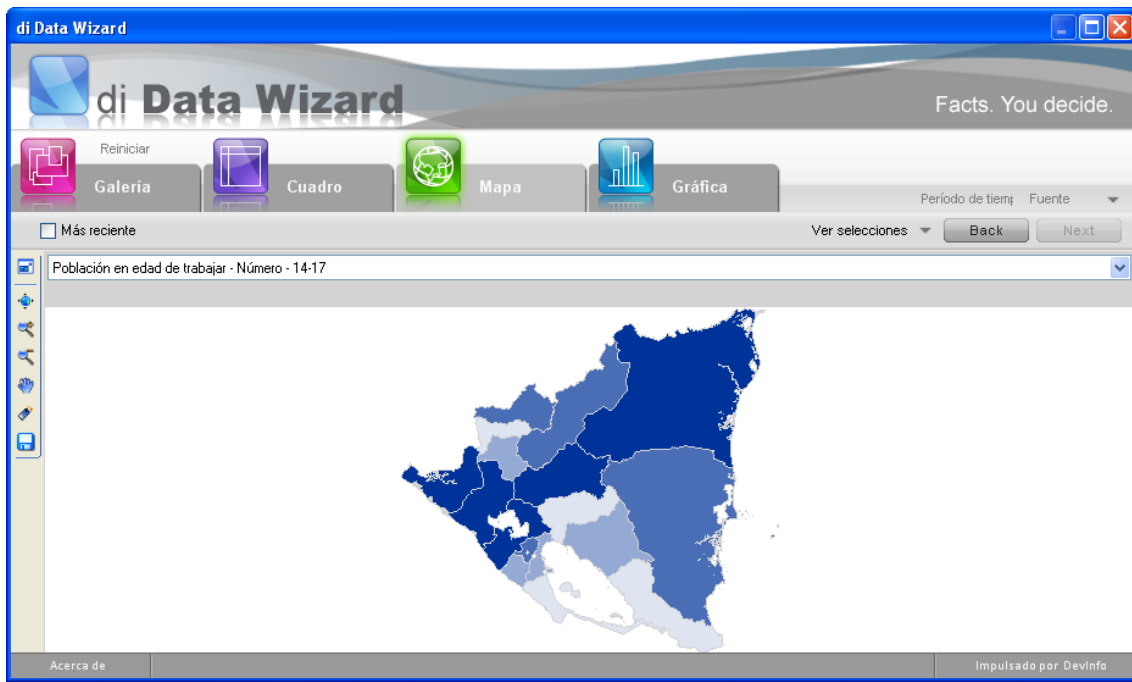 di Data Wizard
di Data Wizard
Facts. You decide.
Reiniciar
Galería
Cuadro
Mapa
Gráfica
Período de tiemp Fuente
Más reciente
Ver selecciones
Back
Next
Población en edad de trabajar - Número - 14-17
Acerca de
Impulsado por DevInfo